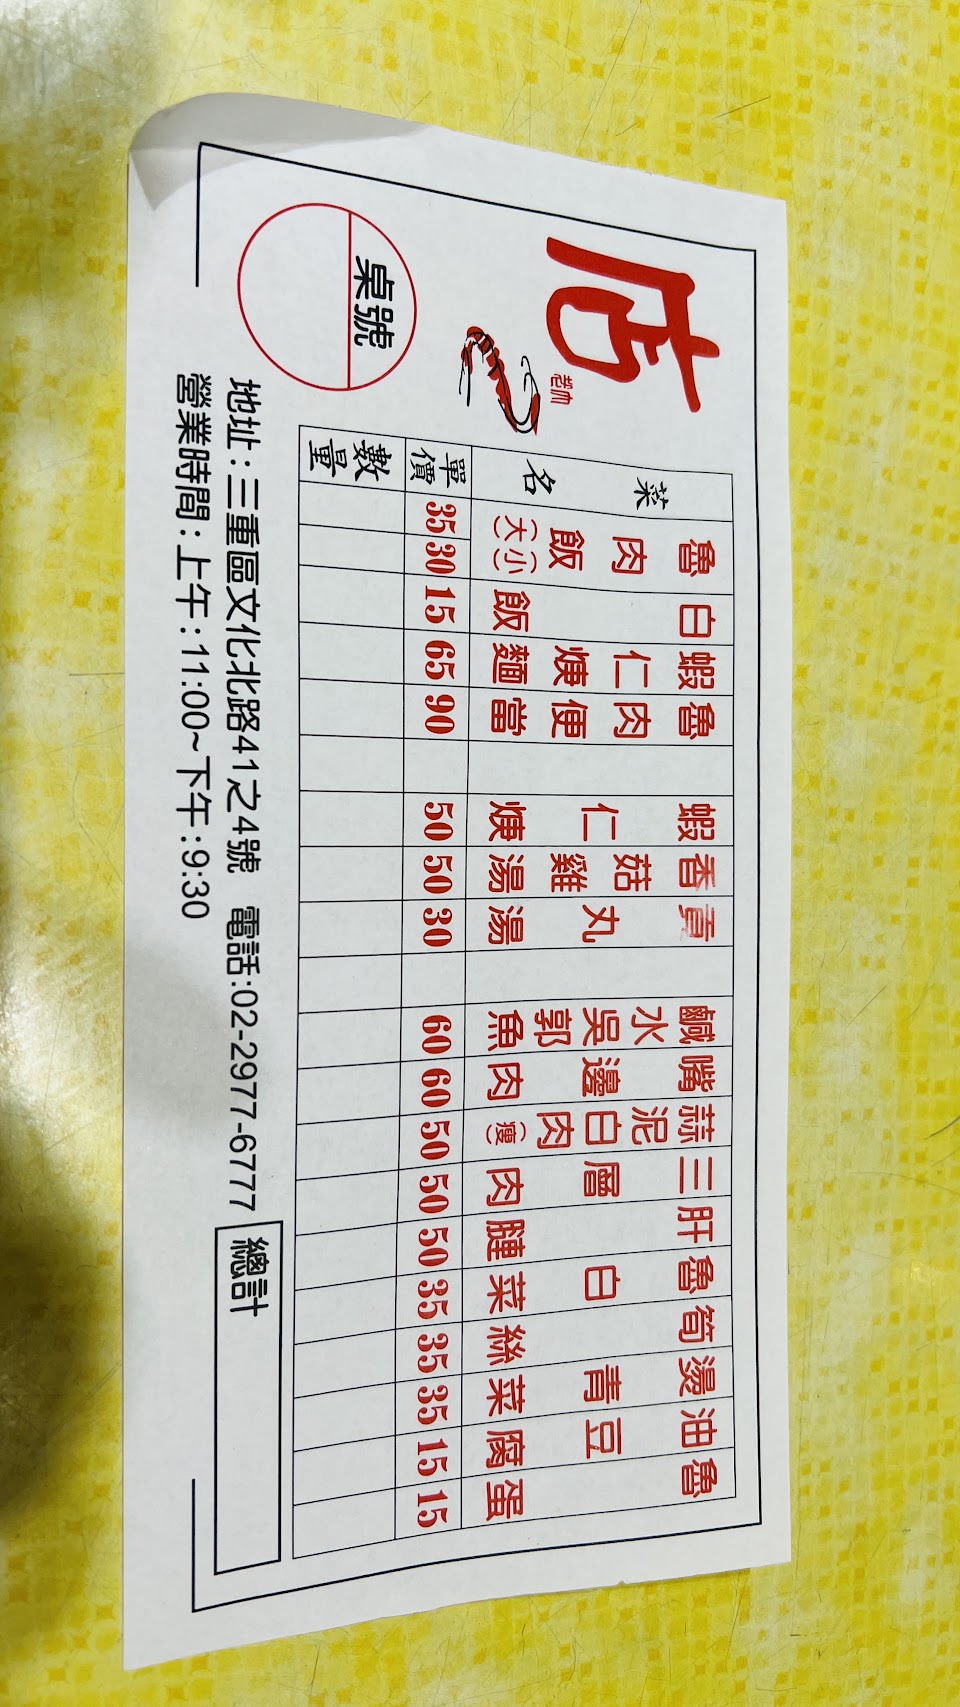 店
桌號
菜名 單價 數量
魯肉飯(大) 35
(小) 30
白飯 15
蝦仁焿麵 65
魯肉便當 90
蝦仁焿 50
香菇雞湯 50
貢丸湯 30
鹹水吳郭魚 60
嘴邊肉 60
蒜泥白肉(瘦) 50
三層肉 50
肝腱 50
魯白菜 35
筍絲 35
燙青菜 35
油豆腐 15
魯蛋 15
地址:三重區文化北路41之4號 電話:02-2977-6777
營業時間:上午:11:00~下午:9:30
總計